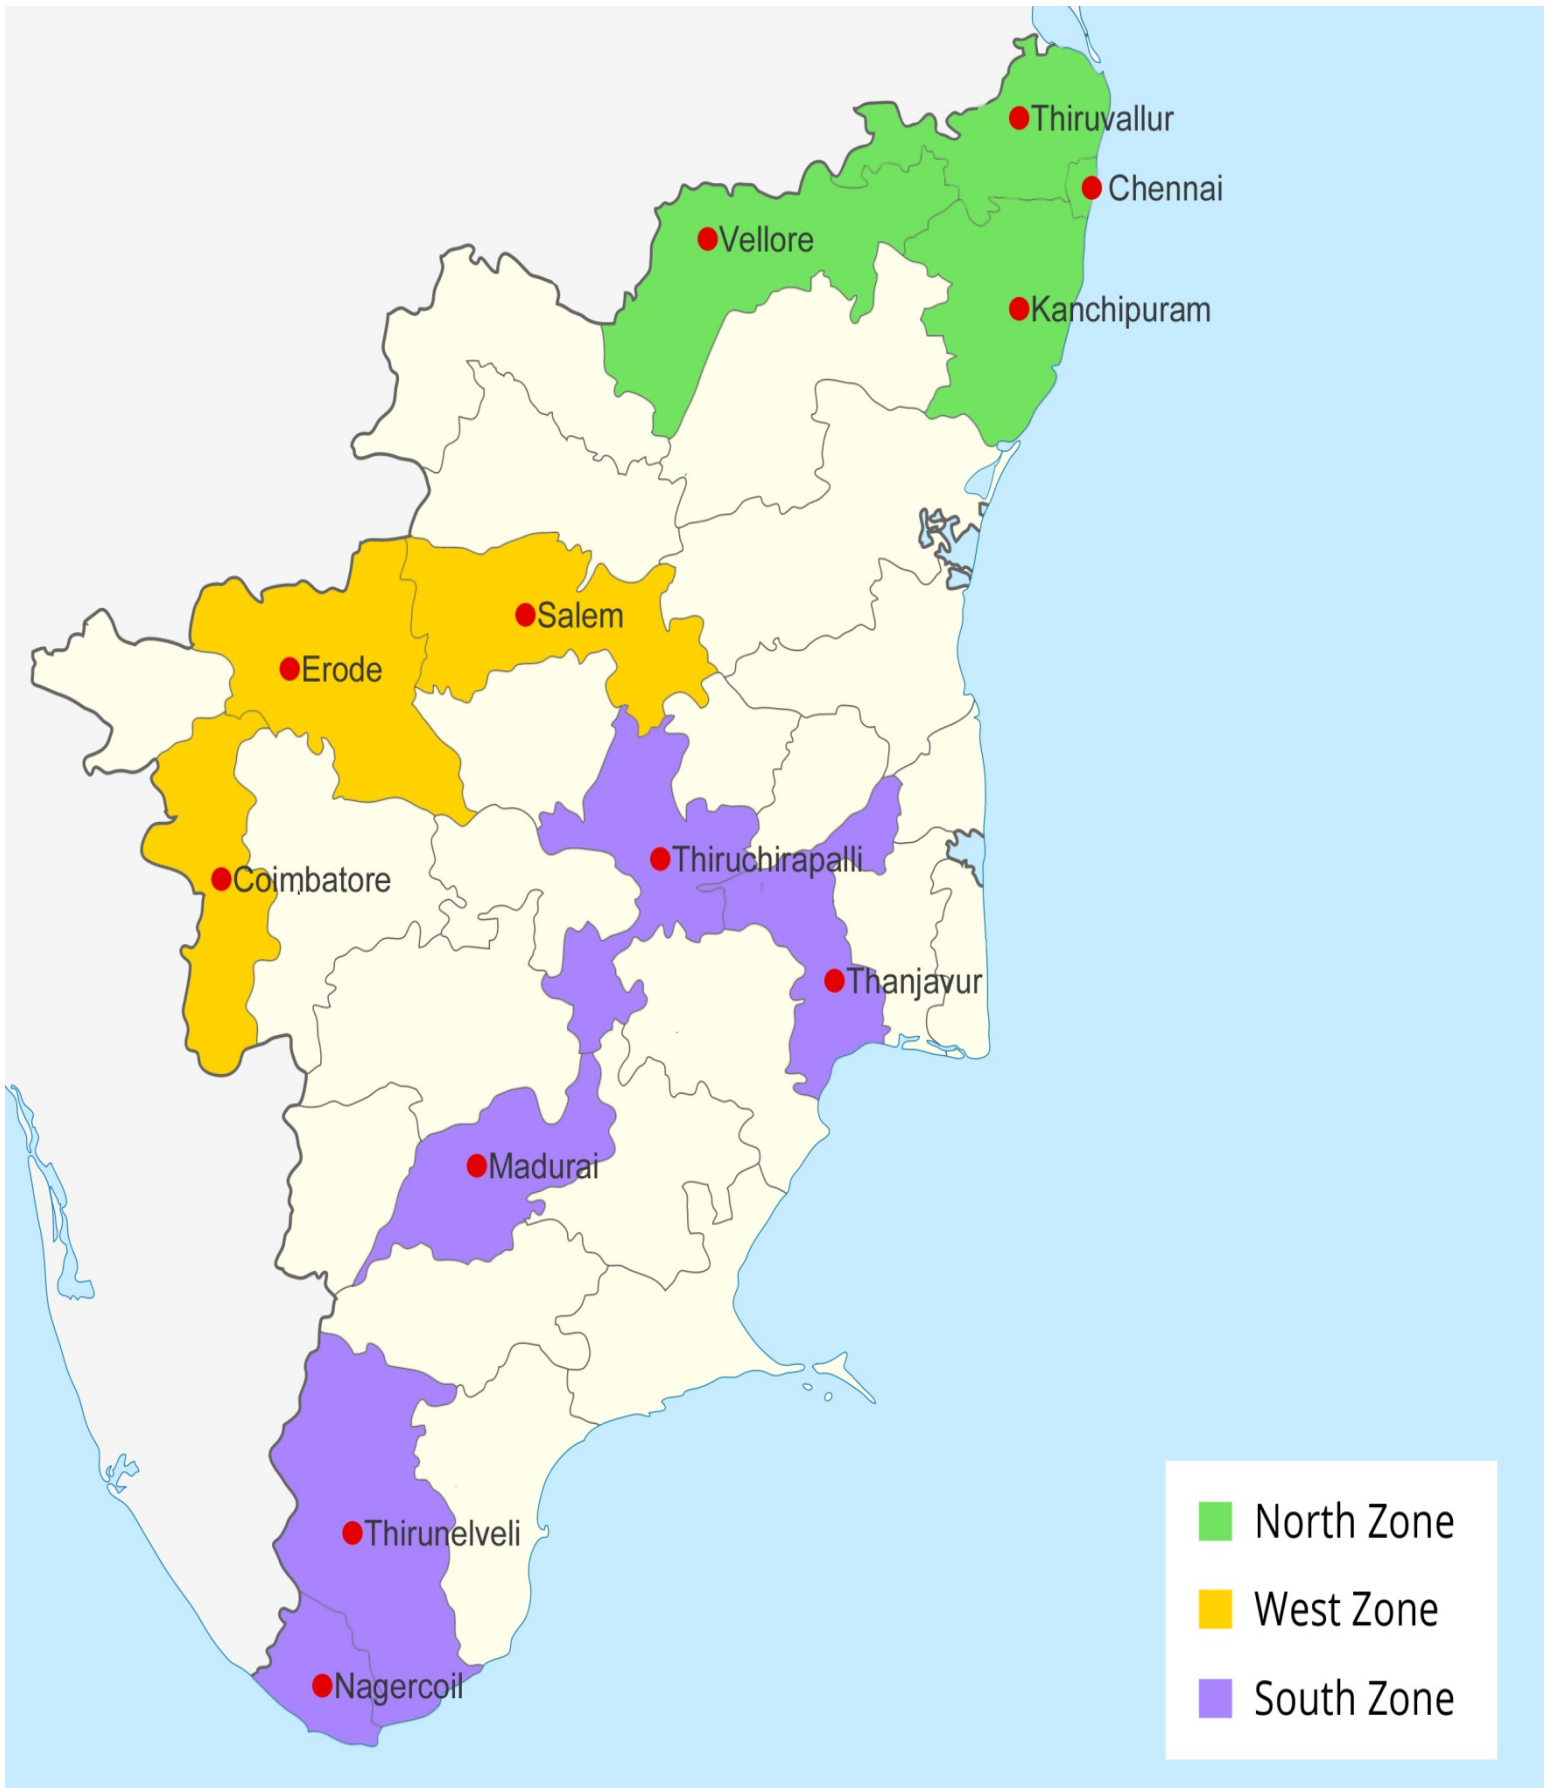 Thiruvallur
Chennai
Vellore
Kanchipuram
Salem
Erode
Thiruchirapalli
Coimbatore
Thanjavur
Madurai
Thirunelveli
Nagercoil
North Zone
West Zone
South Zone